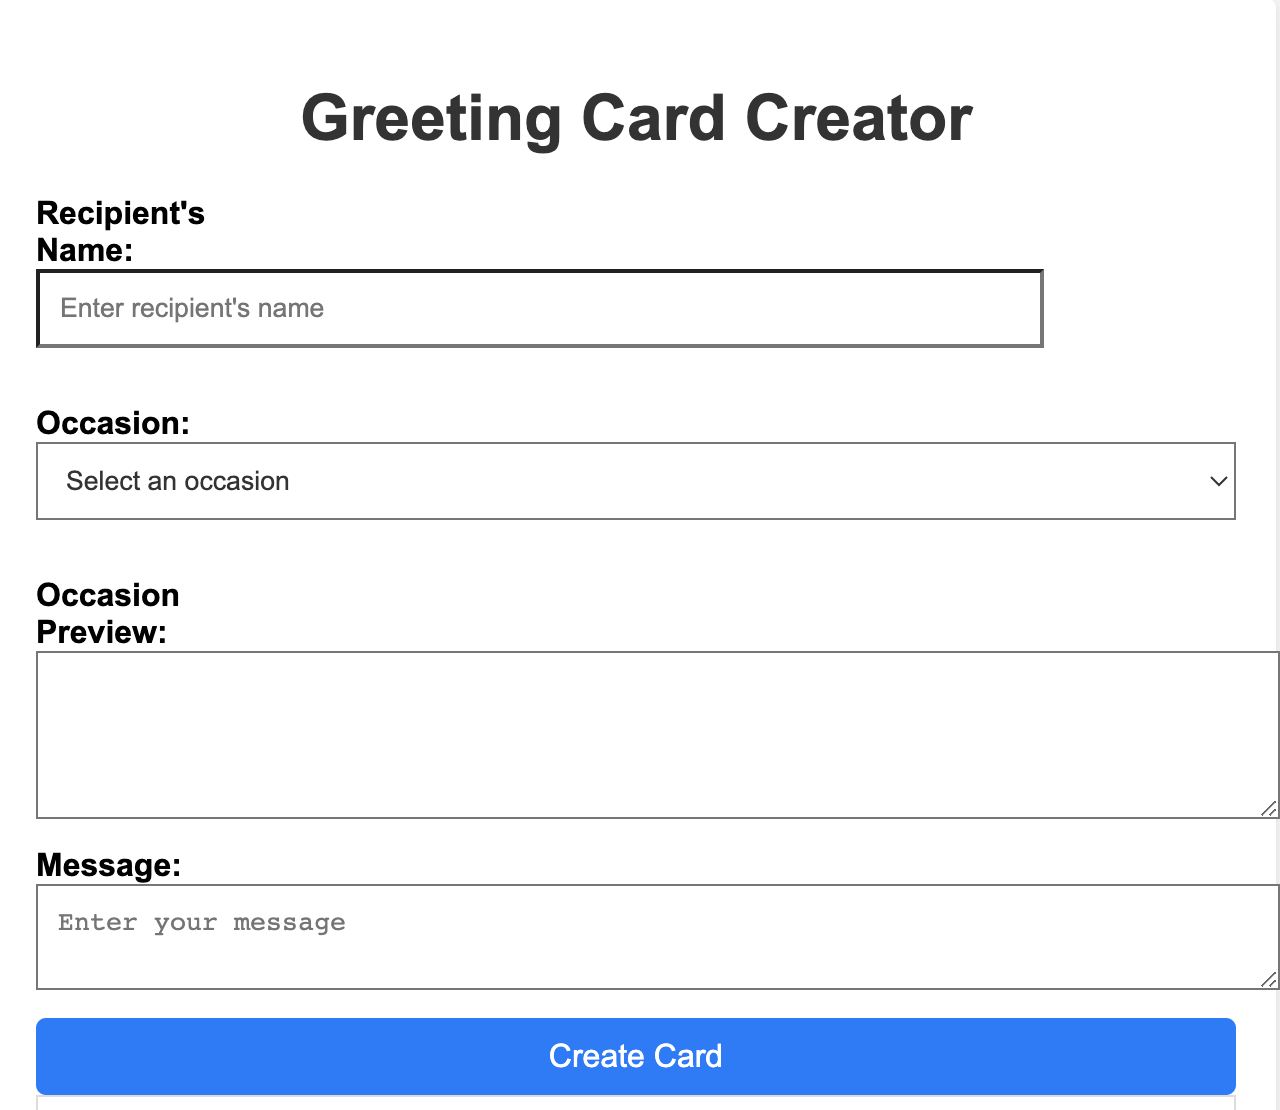 Greeting Card Creator
Recipient's
Name:
Enter recipient's name
Occasion:
Select an occasion
Occasion
Preview:
Message:
Enter your message
Create Card